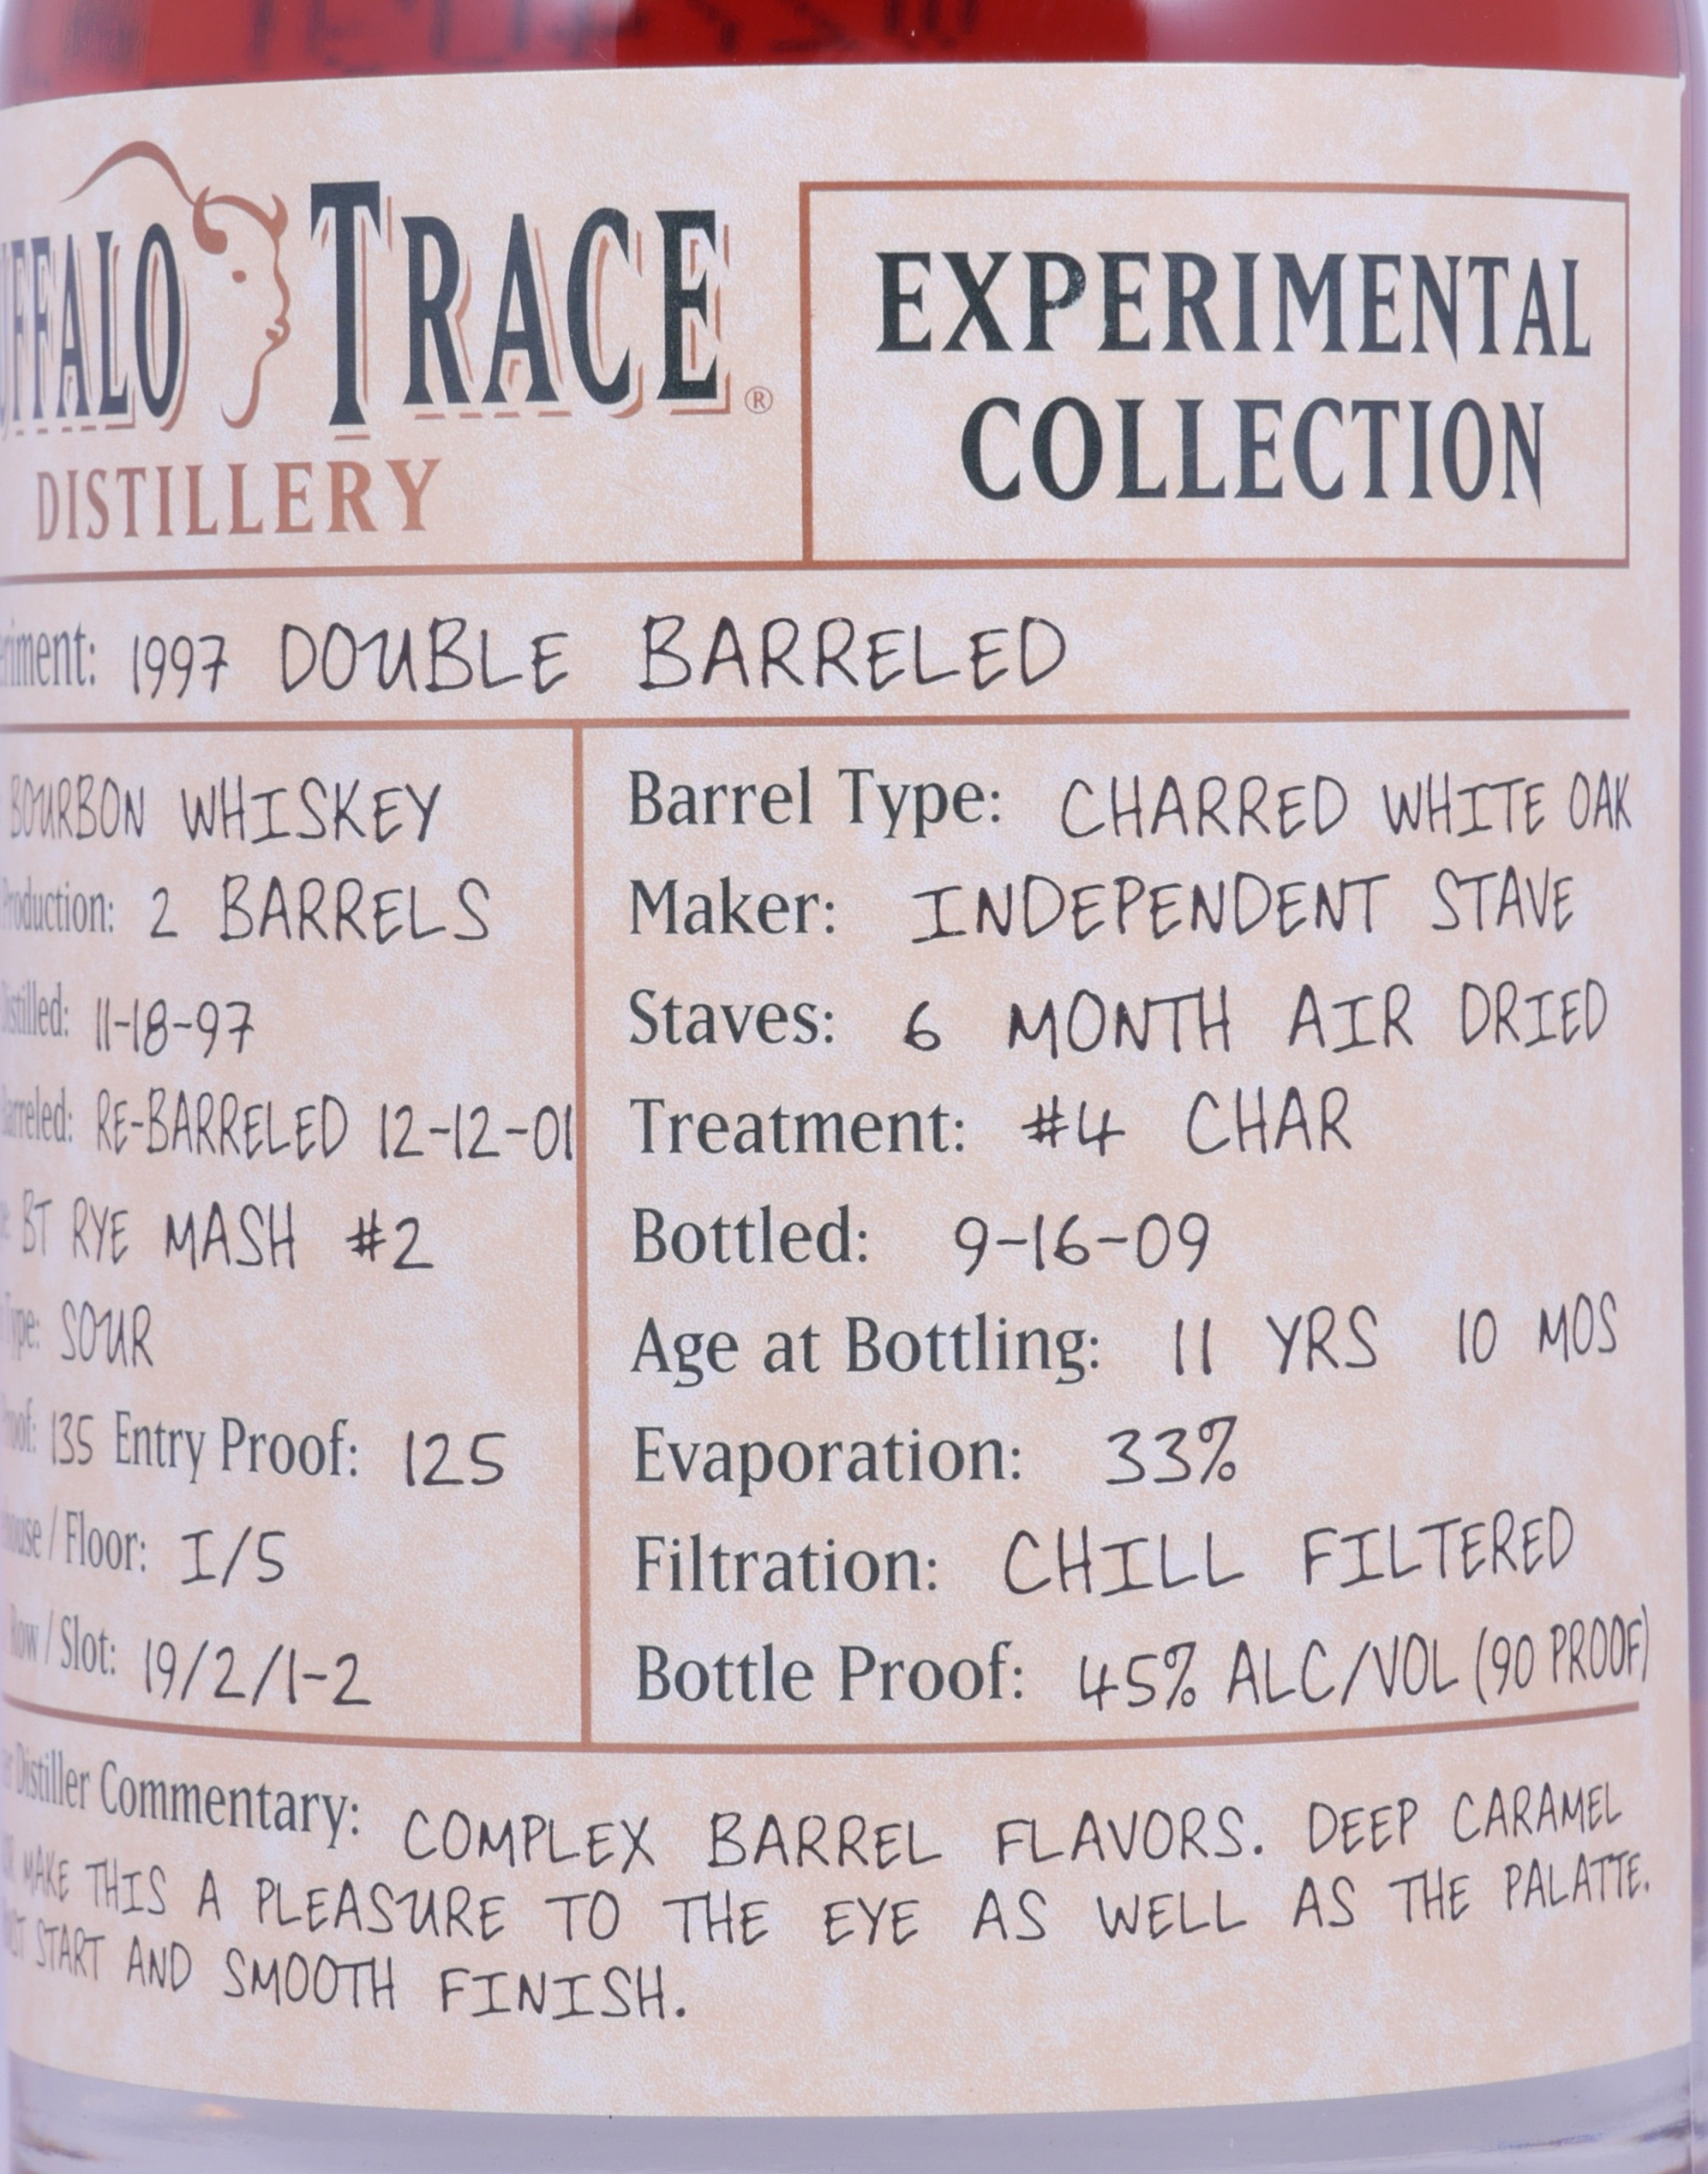 TRACE®
EXPERIMENTAL
COLLECTION
DISTILLERY
1997 DOUBLE BARRELED
BOURBON WHISKEY
2 BARRELS
11-18-97
RE-BARRELED 12-12-01
BT RYE MASH #2
SOUR
135 Entry Proof: 125
/ Floor: I/5
/ Slot: 19/2/1-2
Barrel Type: CHARRED WHITE OAK
Maker: INDEPENDENT STAVE
Staves: 6 MONTH AIR DRIED
Treatment: #4 CHAR
Bottled: 9-16-09
Age at Bottling: 11 YRS 10 MOS
Evaporation: 33%
Filtration: CHILL FILTERED
Bottle Proof: 45% ALC/VOL (90 PROOF)
Distiller Commentary: COMPLEX BARREL FLAVORS. DEEP CARAMEL
MAKE THIS A PLEASURE TO THE EYE AS WELL AS THE PALATTE.
START AND SMOOTH FINISH.